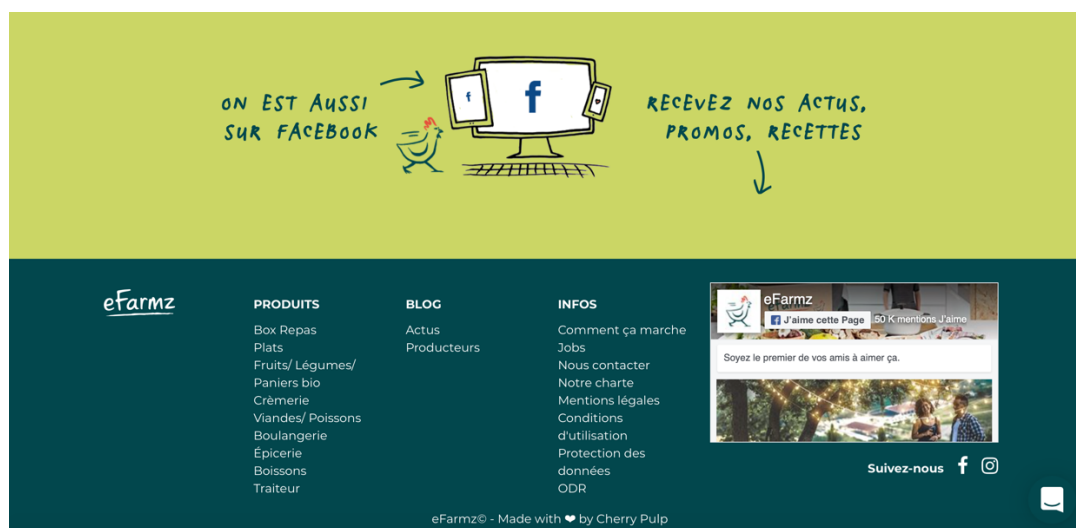 ON EST AUSSI
SUR FACEBOOK
f
f
RECEVEZ NOS ACTUS,
PROMOS, RECETTES
eFarmz
PRODUITS
Box Repas
Plats
Fruits/ Légumes/
Paniers bio
Crèmerie
Viandes/ Poissons
Boulangerie
Épicerie
Boissons
Traiteur
BLOG
Actus
Producteurs
INFOS
Comment ça marche
Jobs
Nous contacter
Notre charte
Mentions légales
Conditions
d'utilisation
Protection des
données
ODR
eFarmz
J'aime cette Page
50 K mentions J'aime
Soyez le premier de vos amis à aimer ça.
Suivez-nous
eFarmz© - Made with ❤ by Cherry Pulp